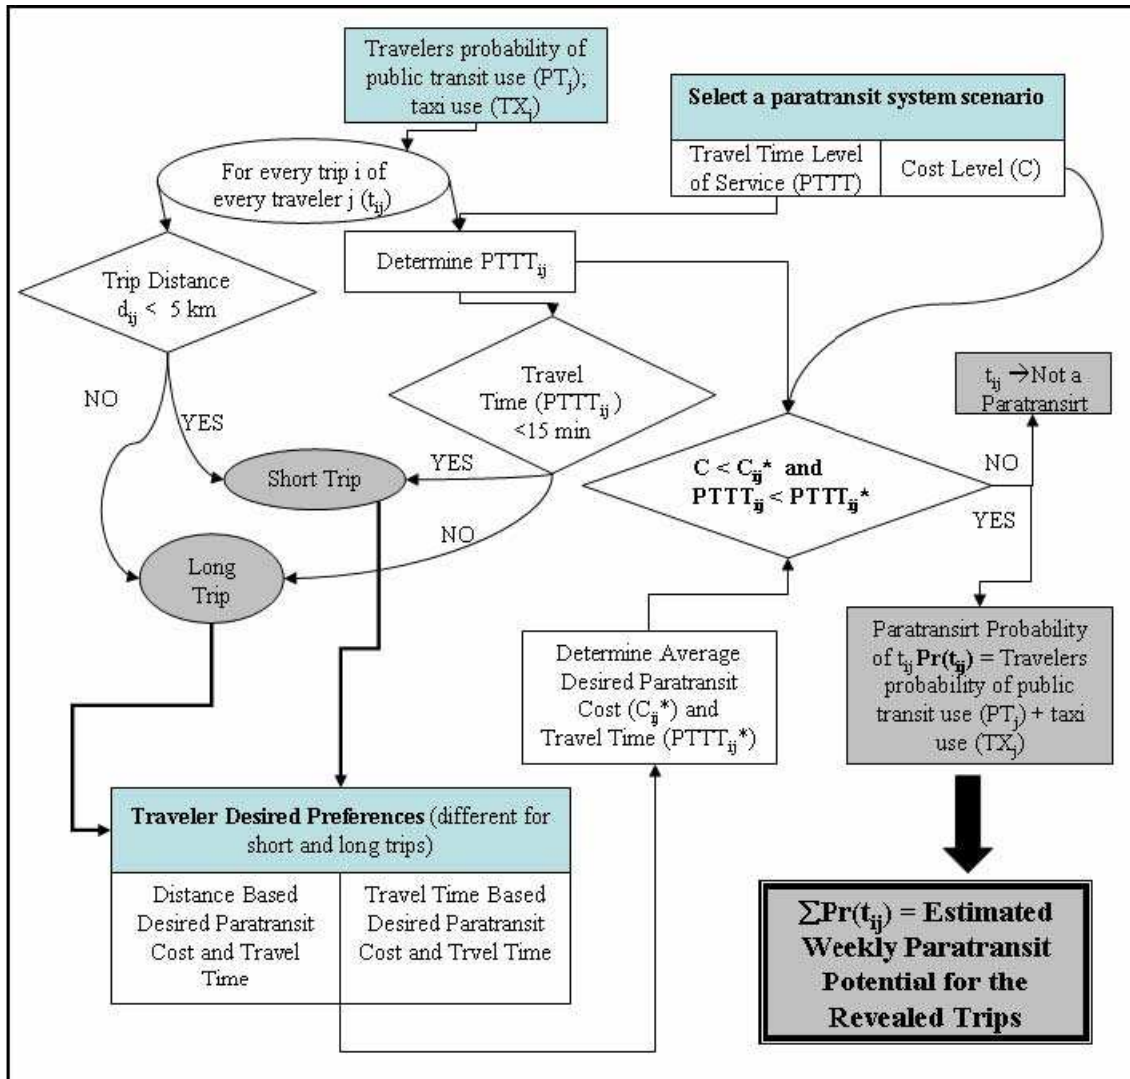 Travelers probability of
public transit use (PTj);
taxi use (TXj)
Select a paratransit system scenario
Travel Time Level
of Service (PTTT)
Cost Level (C)
For every trip i of
every traveler j (tij)
Determine PTTTij
Trip Distance
dij < 5 km
Travel
Time (PTTTij)
<15 min
NO
YES
Short Trip
YES
NO
Long
Trip
C < Cij* and
PTTTij < PTTTij*
tij →Not a
Paratransirt
NO
YES
Determine Average
Desired Paratransit
Cost (Cij*) and
Travel Time (PTTTij*)
Paratransirt Probability
of tij Pr(tij) = Travelers
probability of public
transit use (PTj) + taxi
use (TXj)
Traveler Desired Preferences (different for
short and long trips)
Distance Based
Desired Paratransit
Cost and Travel
Time
Travel Time Based
Desired Paratransit
Cost and Trvel Time
∑Pr(tij) = Estimated
Weekly Paratransit
Potential for the
Revealed Trips